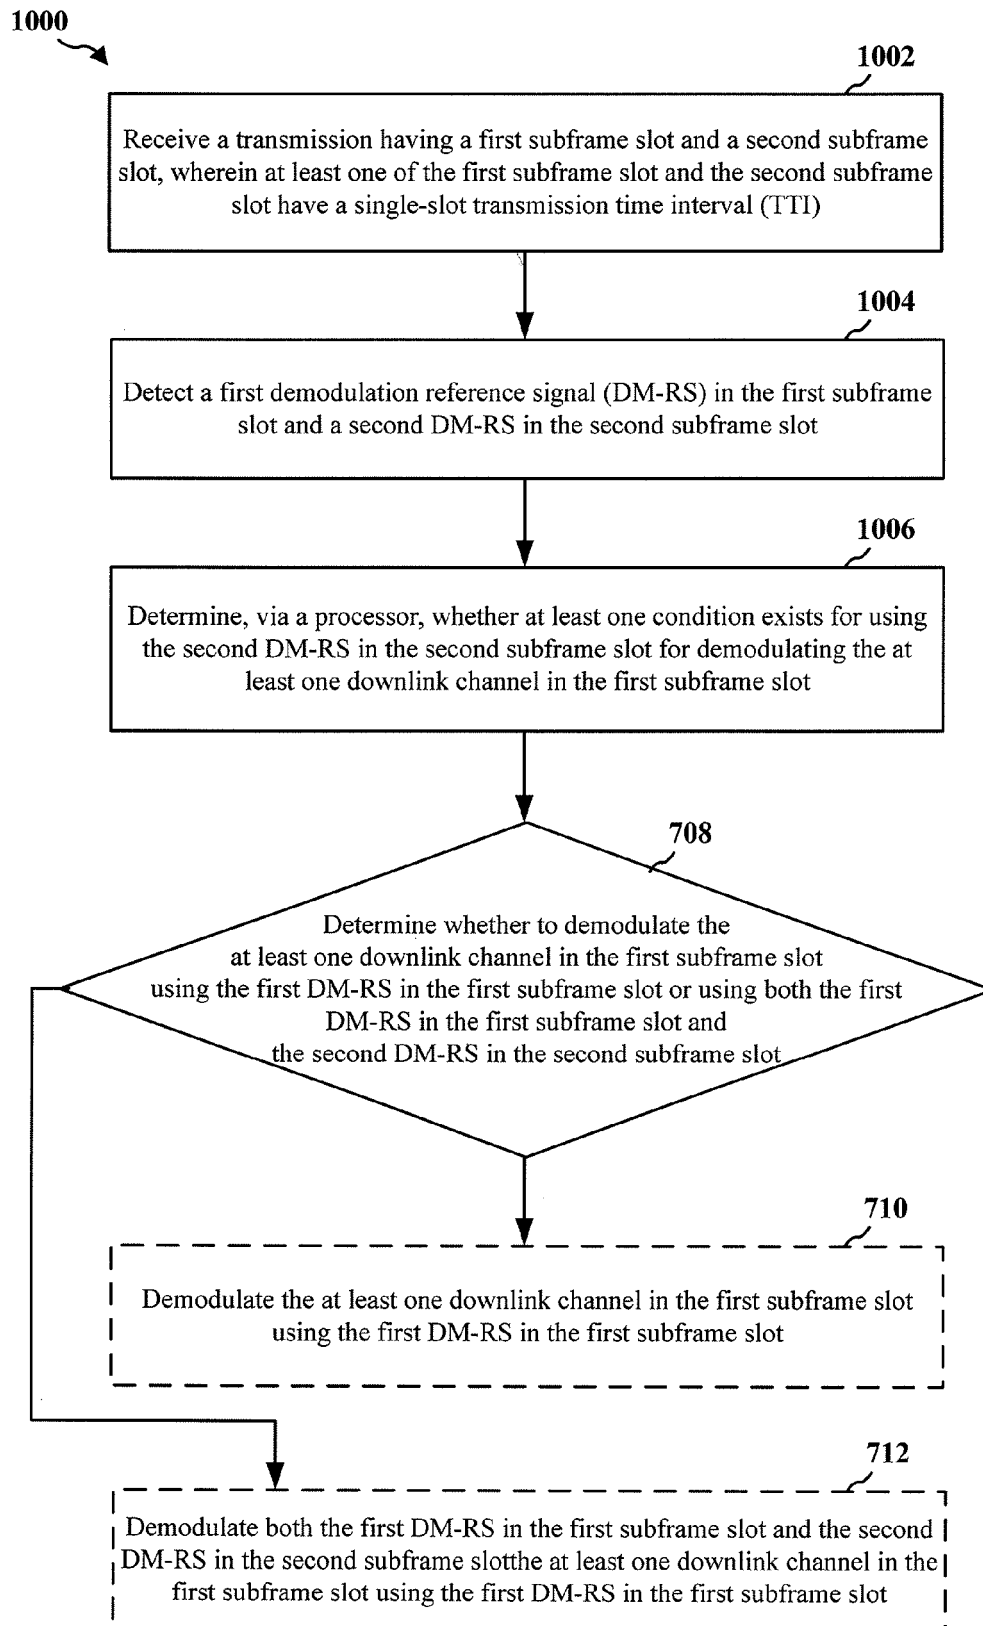 1000
1002
Receive a transmission having a first subframe slot and a second subframe
slot, wherein at least one of the first subframe slot and the second subframe
slot have a single-slot transmission time interval (TTI)
1004
Detect a first demodulation reference signal (DM-RS) in the first subframe
slot and a second DM-RS in the second subframe slot
1006
Determine, via a processor, whether at least one condition exists for using
the second DM-RS in the second subframe slot for demodulating the at
least one downlink channel in the first subframe slot
708
Determine whether to demodulate the
at least one downlink channel in the first subframe slot
using the first DM-RS in the first subframe slot or using both the first
DM-RS in the first subframe slot and
the second DM-RS in the second subframe slot
710
Demodulate the at least one downlink channel in the first subframe slot
using the first DM-RS in the first subframe slot
712
Demodulate both the first DM-RS in the first subframe slot and the second
DM-RS in the second subframe slotthe at least one downlink channel in the
first subframe slot using the first DM-RS in the first subframe slot